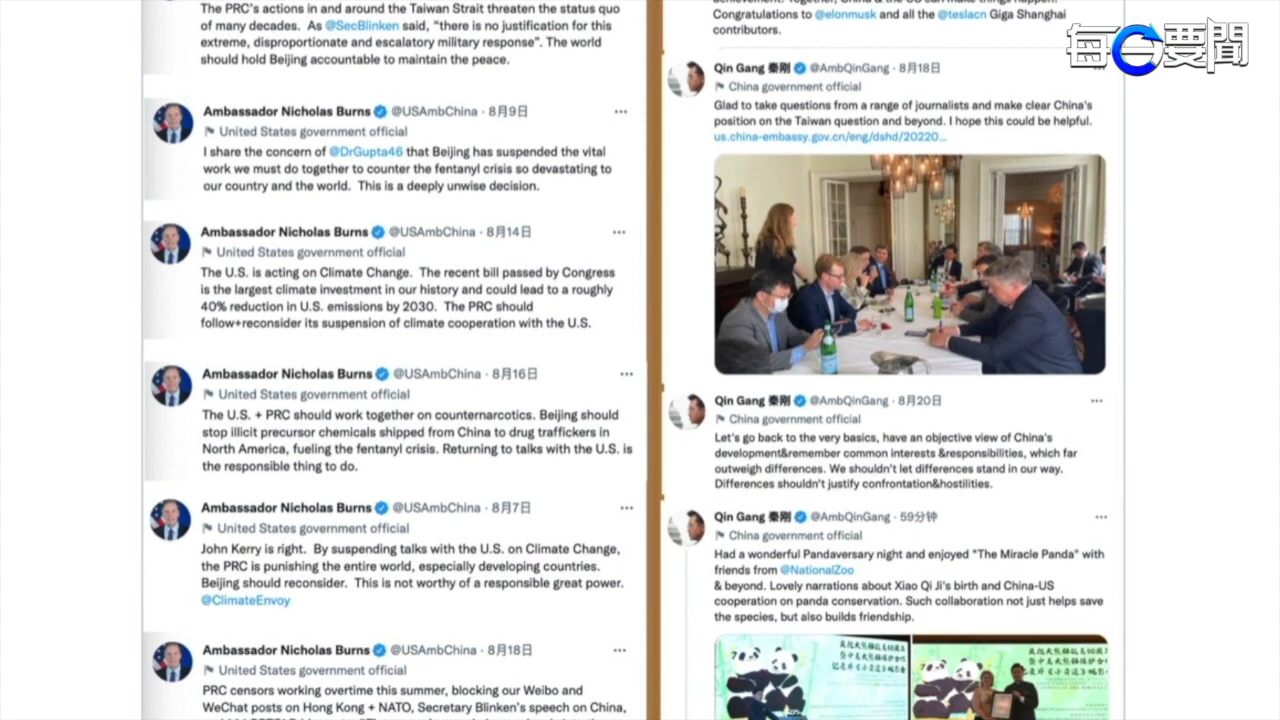 The PRC's actions in and around the Taiwan Strait threaten the status quo
of many decades. As @SecBlinken said, "there is no justification for this
extreme, disproportionate and escalatory military response". The world
should hold Beijing accountable to maintain the peace.
Ambassador Nicholas Burns @USAmbChina · 8月9日
United States government official
I share the concern of @DrGupta46 that Beijing has suspended the vital
work we must do together to counter the fentanyl crisis so devastating to
our country and the world. This is a deeply unwise decision.
Ambassador Nicholas Burns @USAmbChina · 8月14日
United States government official
The U.S. is acting on Climate Change. The recent bill passed by Congress
is the largest climate investment in our history and could lead to a roughly
40% reduction in U.S. emissions by 2030. The PRC should
follow+reconsider its suspension of climate cooperation with the U.S.
Ambassador Nicholas Burns @USAmbChina · 8月16日
United States government official
The U.S. + PRC should work together on counternarcotics. Beijing should
stop illicit precursor chemicals shipped from China to drug traffickers in
North America, fueling the fentanyl crisis. Returning to talks with the U.S. is
the responsible thing to do.
Ambassador Nicholas Burns @USAmbChina · 8月7日
United States government official
John Kerry is right. By suspending talks with the U.S. on Climate Change,
the PRC is punishing the entire world, especially developing countries.
Beijing should reconsider. This is not worthy of a responsible great power.
@ClimateEnvoy
Ambassador Nicholas Burns @USAmbChina · 8月18日
United States government official
PRC censors working overtime this summer, blocking our Weibo and
WeChat posts on Hong Kong + NATO, Secretary Blinken's speech on China,
achievement. Together, China & the US can make things happen!
Congratulations to @elonmusk and all the @teslacn Giga Shanghai
contributors.
每日要聞
Qin Gang 秦刚 @AmbQinGang · 8月18日
China government official
Glad to take questions from a range of journalists and make clear China's
position on the Taiwan question and beyond. I hope this could be helpful.
us.china-embassy.gov.cn/eng/dshd/20220...
Qin Gang 秦刚 @AmbQinGang · 8月20日
China government official
Let's go back to the very basics, have an objective view of China's
development&remember common interests &responsibilities, which far
outweigh differences. We shouldn't let differences stand in our way.
Differences shouldn't justify confrontation&hostilities.
Qin Gang 秦刚 @AmbQinGang · 59分钟
China government official
Had a wonderful Pandaversary night and enjoyed "The Miracle Panda" with
friends from @NationalZoo
& beyond. Lovely narrations about Xiao Qi Ji's birth and China-US
cooperation on panda conservation. Such collaboration not just helps save
the species, but also builds friendship.